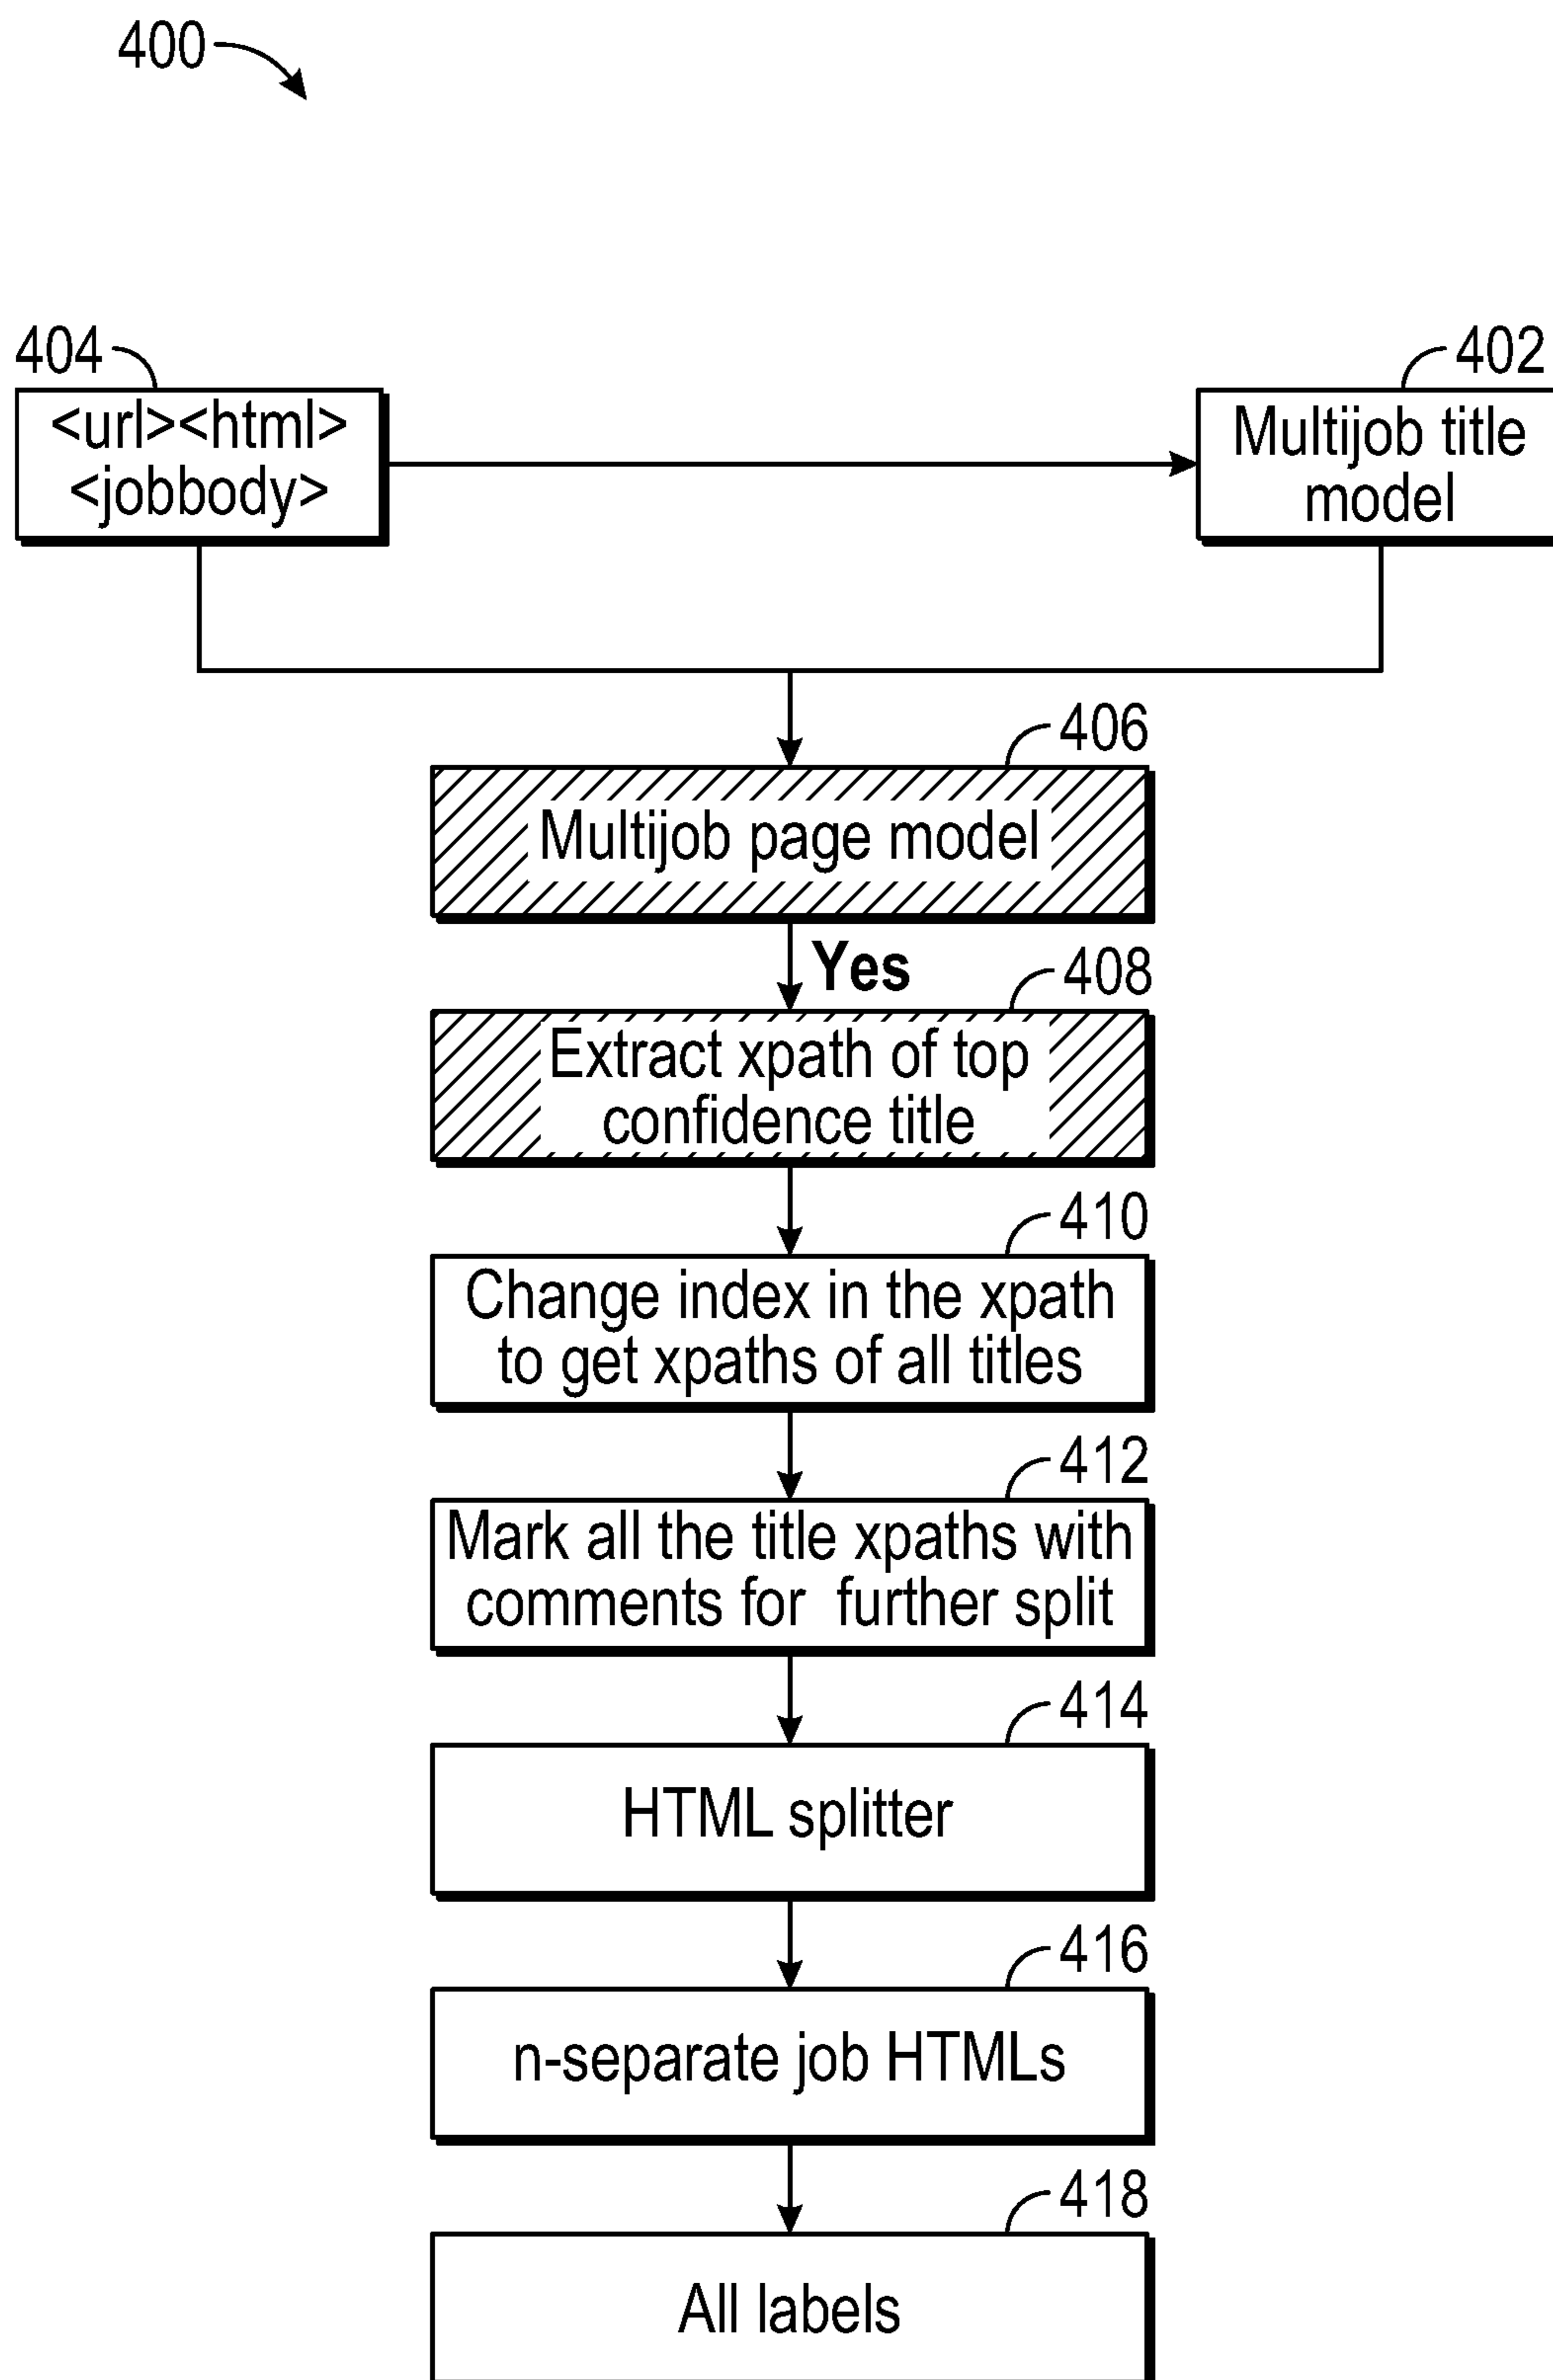 400
404
402
<url><html>
<jobbody>
Multijob title
model
406
Multijob page model
Yes
408
Extract xpath of top
confidence title
410
Change index in the xpath
to get xpaths of all titles
412
Mark all the title xpaths with
comments for further split
414
HTML splitter
416
n-separate job HTMLs
418
All labels